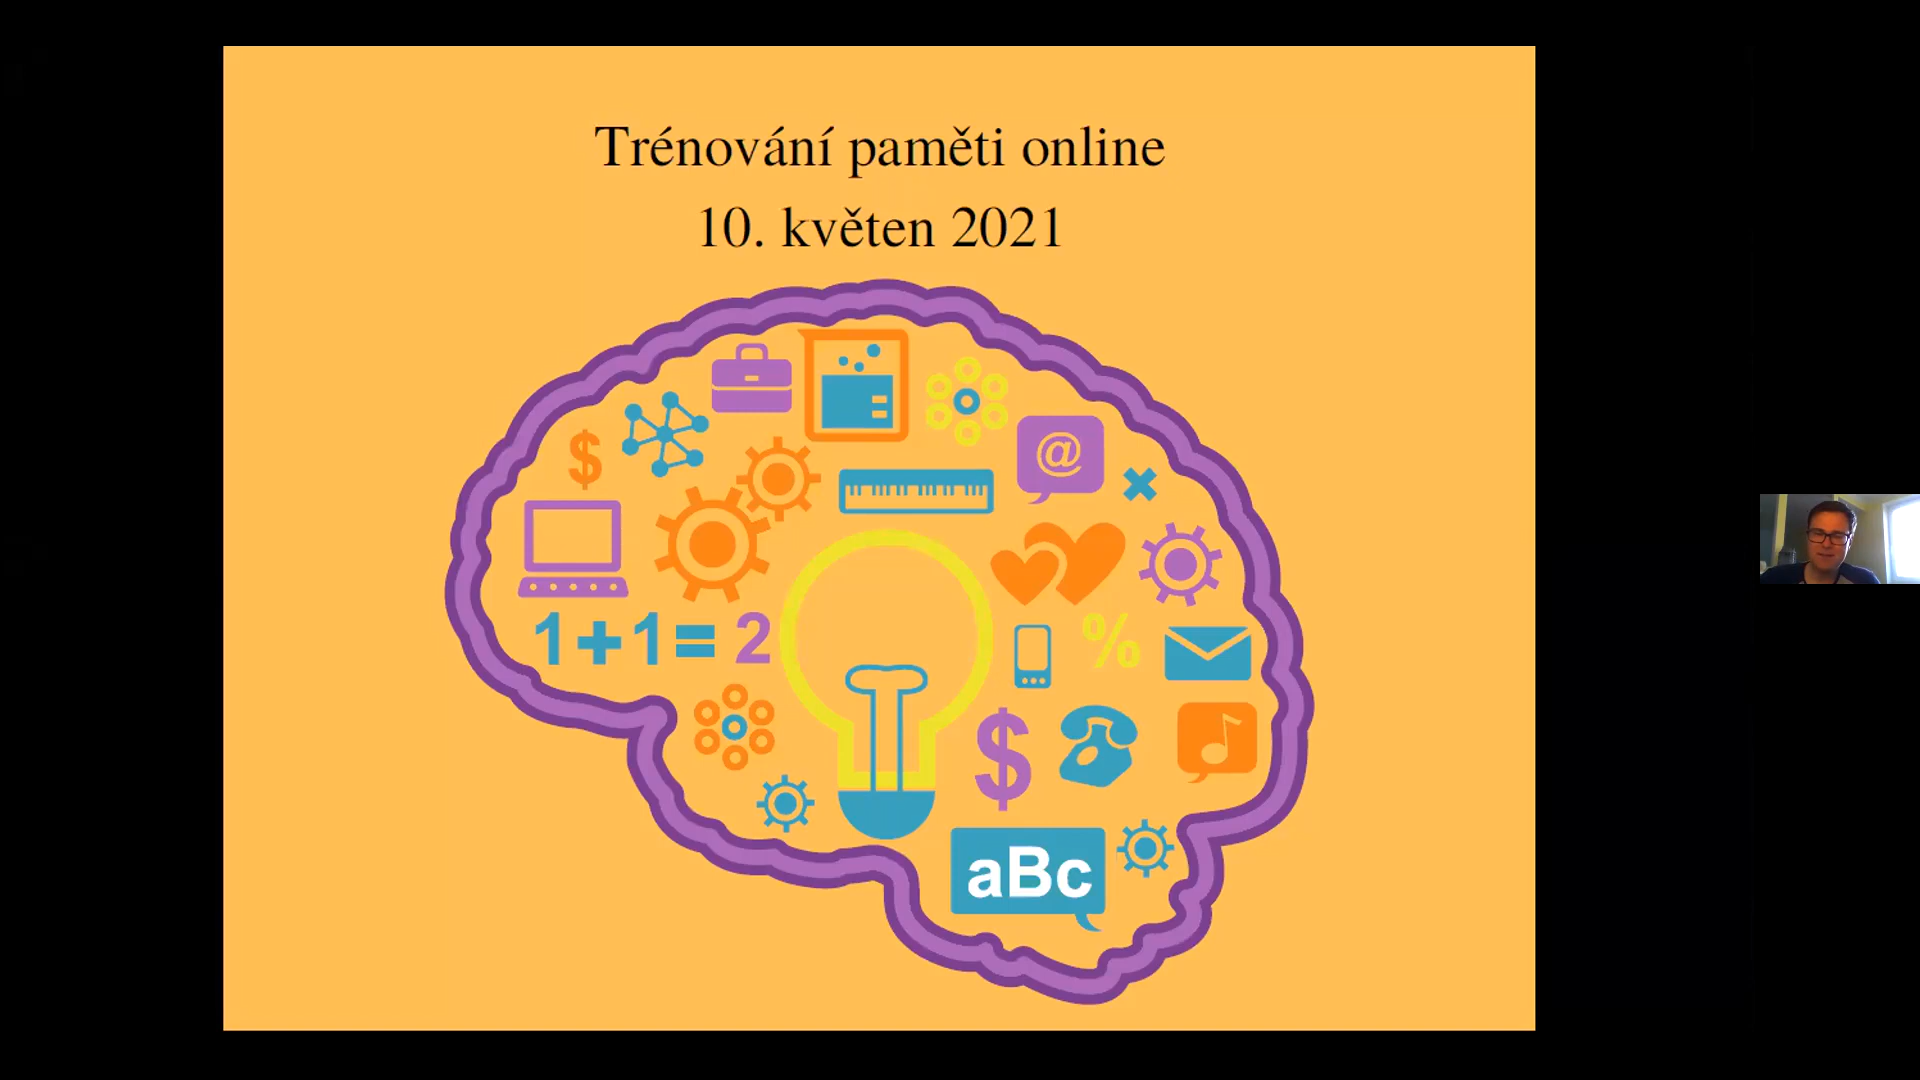 Trénování paměti online
10. květen 2021
$
@
1+1=2
%
$
aBc